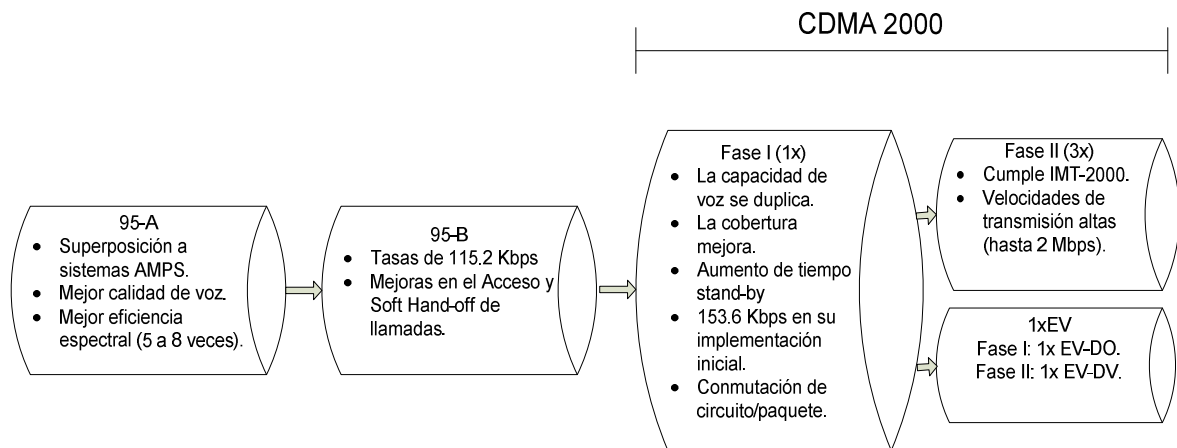 CDMA 2000
95-A
• Superposición a
sistemas AMPS.
• Mejor calidad de voz.
• Mejor eficiencia
espectral (5 a 8 veces).
95-B
• Tasas de 115.2 Kbps
• Mejoras en el Acceso y
Soft Hand-off de
llamadas.
Fase I (1x)
• La capacidad de
voz se duplica.
• La cobertura
mejora.
• Aumento de tiempo
stand-by
• 153.6 Kbps en su
implementación
inicial.
• Conmutación de
circuito/paquete.
Fase II (3x)
• Cumple IMT-2000.
• Velocidades de
transmisión altas
(hasta 2 Mbps).
1xEV
Fase I: 1x EV-DO.
Fase II: 1x EV-DV.